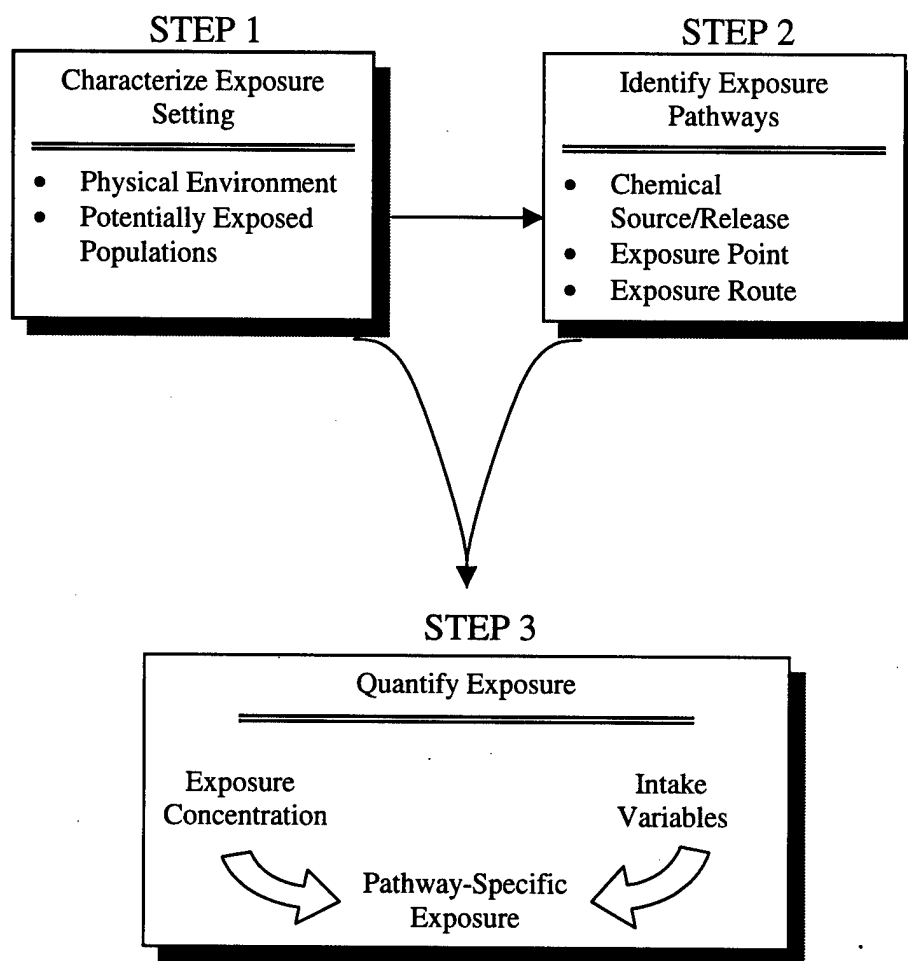 STEP 1
Characterize Exposure
Setting
• Physical Environment
• Potentially Exposed
Populations
STEP 2
Identify Exposure
Pathways
• Chemical
Source/Release
• Exposure Point
• Exposure Route
STEP 3
Quantify Exposure
Exposure
Concentration
Intake
Variables
Pathway-Specific
Exposure